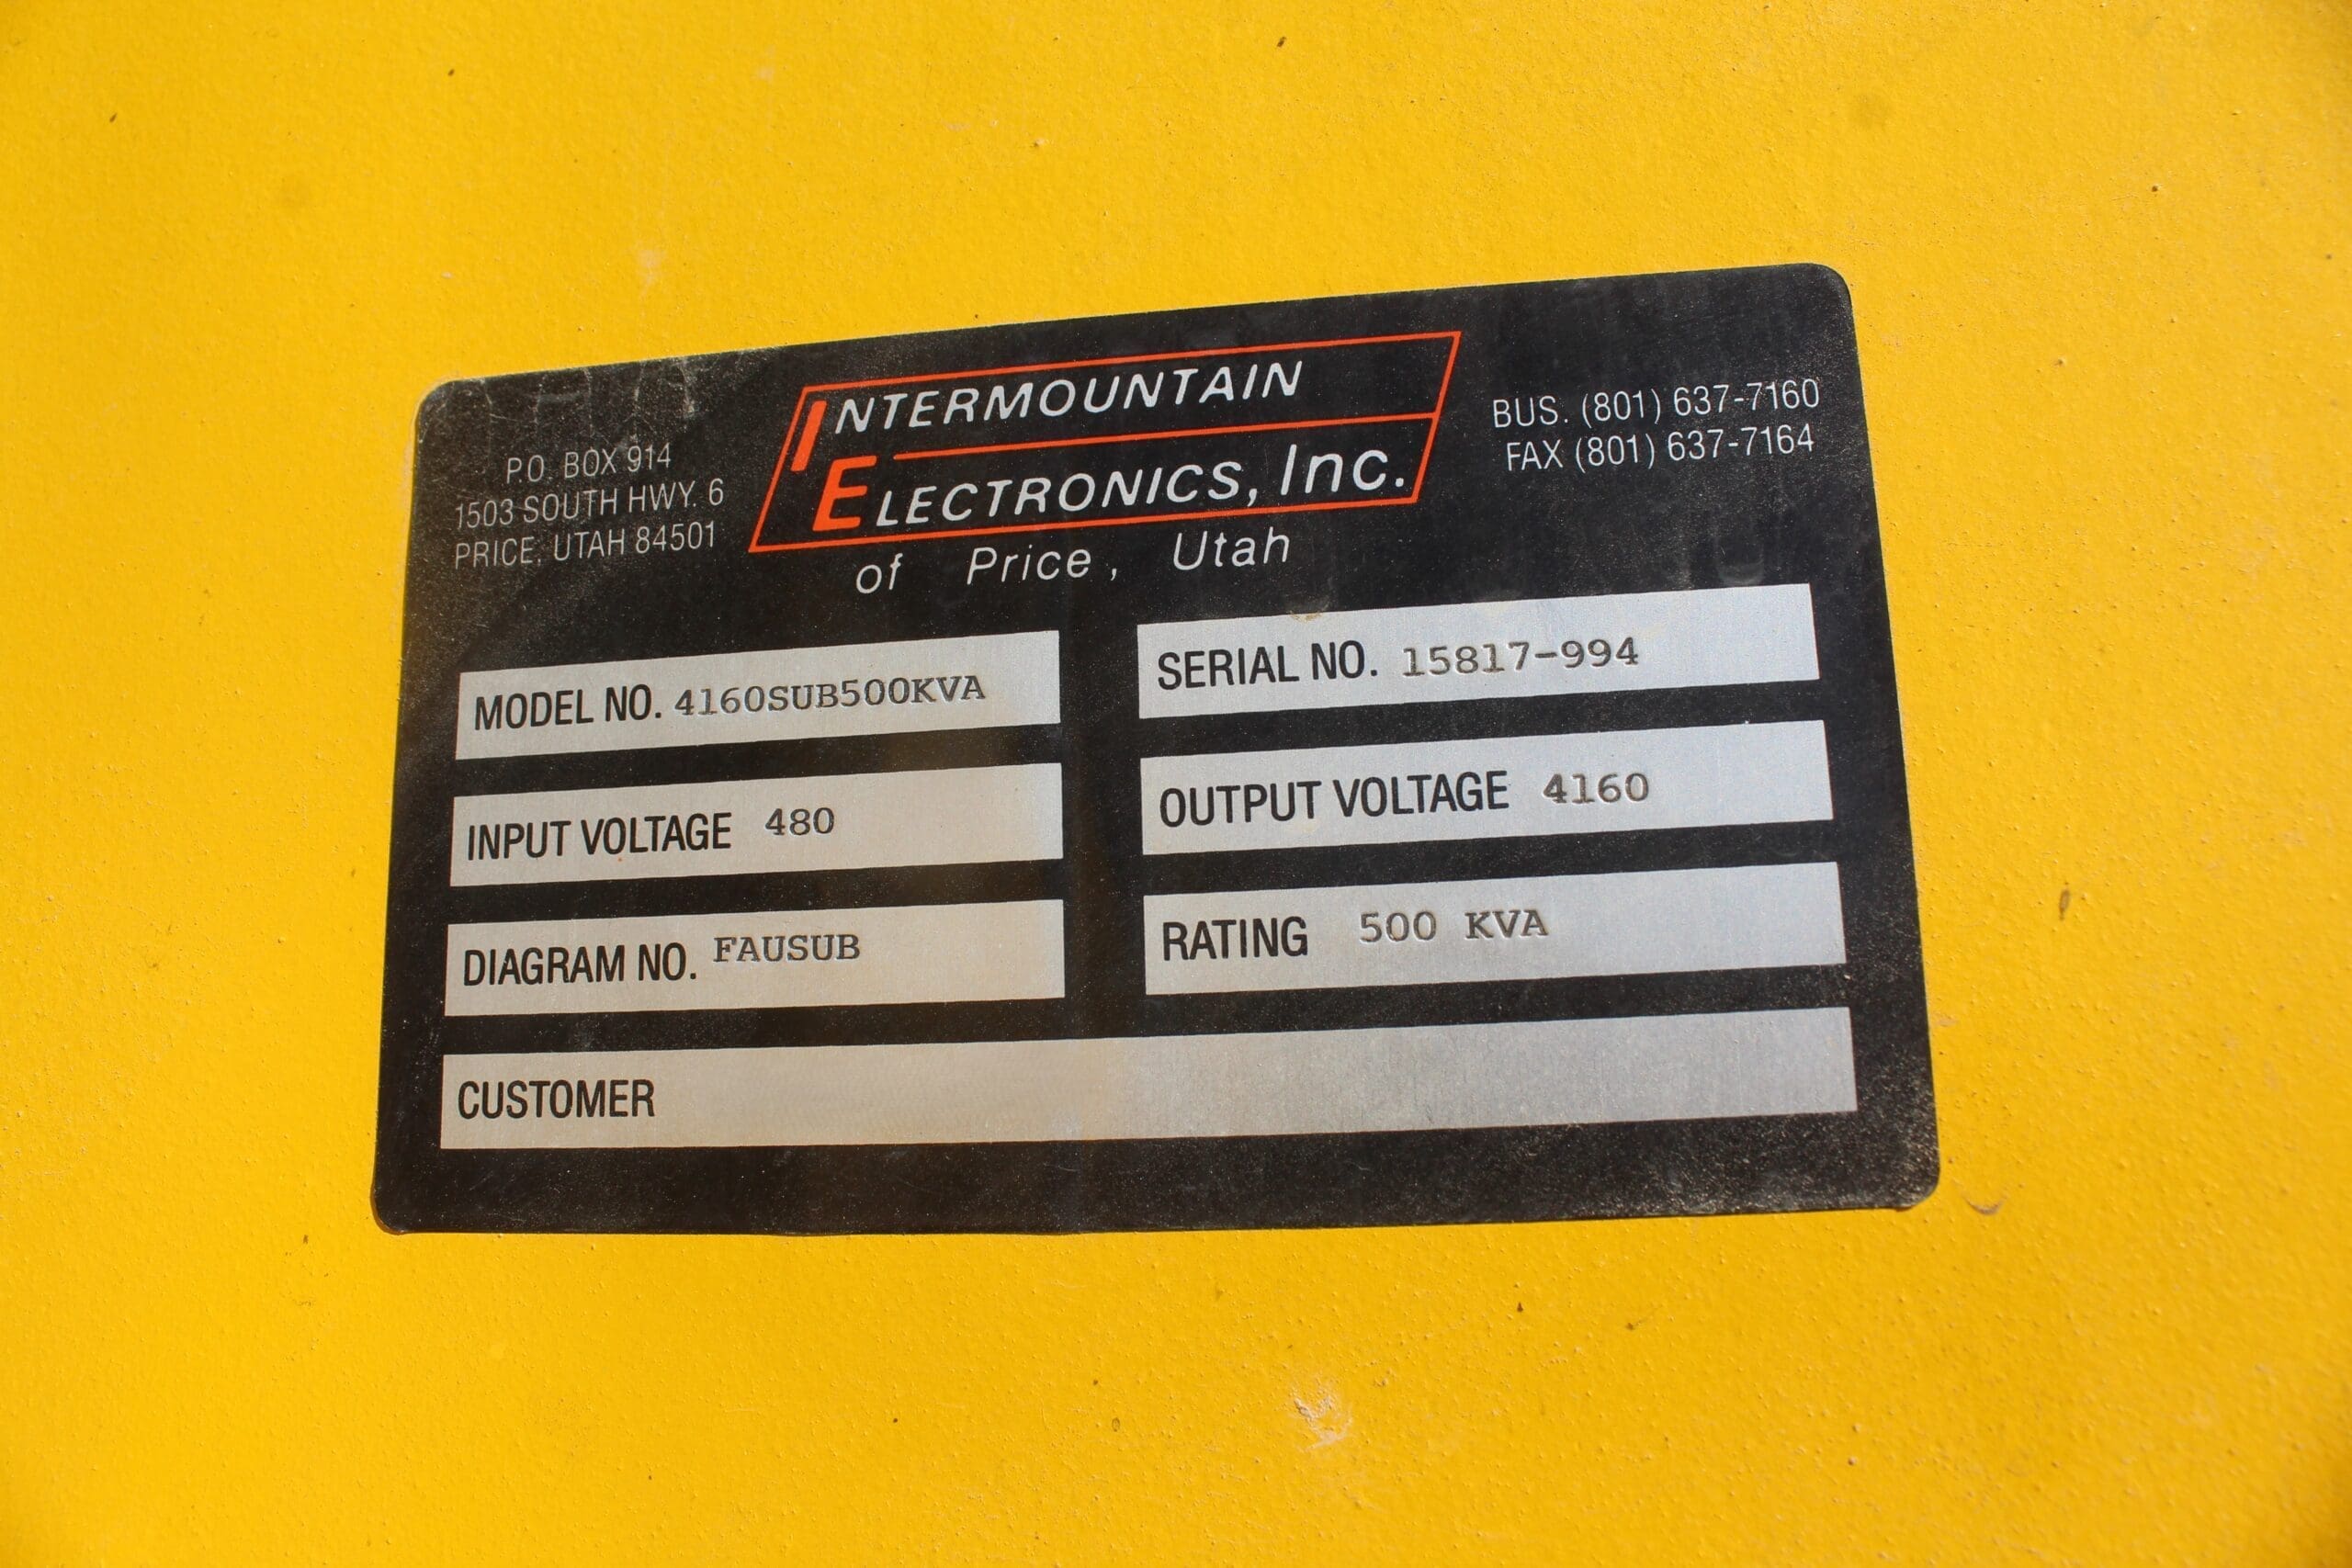 P.O. BOX 914
1503 SOUTH HWY. 6
PRICE, UTAH 84501
INTERMOUNTAIN
ELECTRONICS, Inc.
of Price, Utah
BUS. (801) 637-7160
FAX (801) 637-7164
MODEL NO. 4160SUB500KVA
SERIAL NO. 15817-994
INPUT VOLTAGE 480
OUTPUT VOLTAGE 4160
DIAGRAM NO. FAUSUB
RATING 500 KVA
CUSTOMER